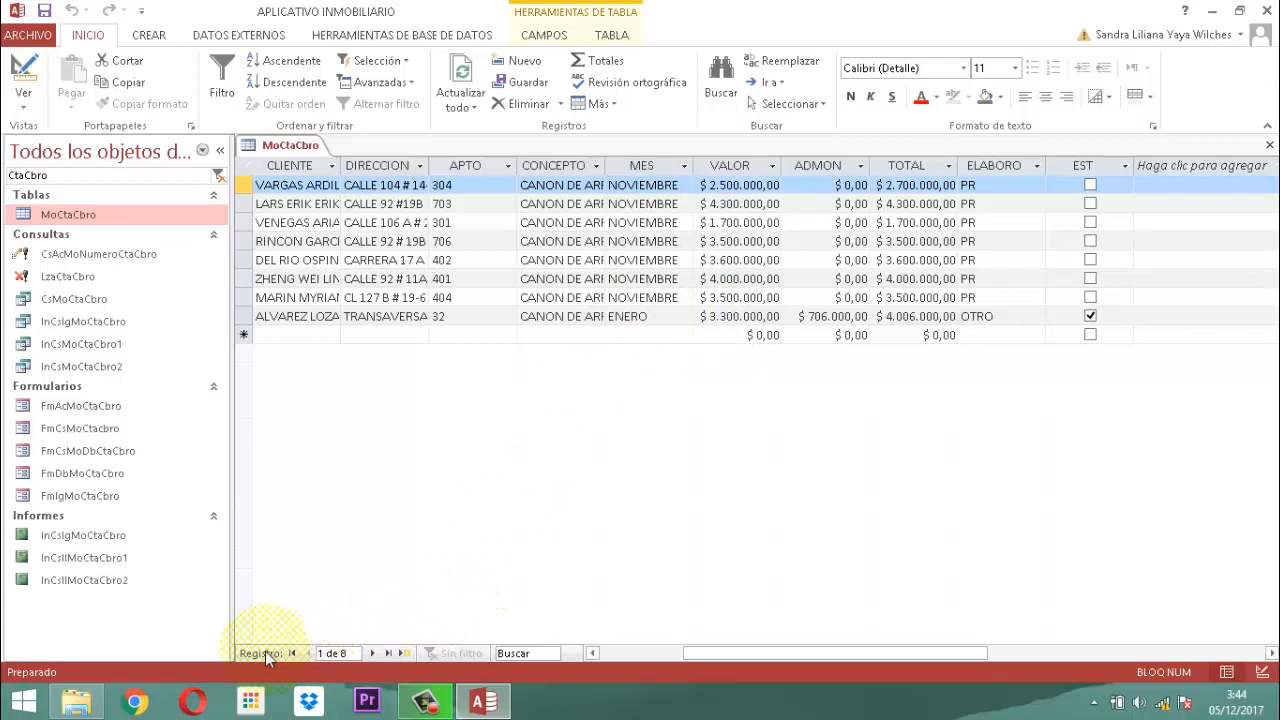 APLICATIVO INMOBILIARIO
HERRAMIENTAS DE TABLA
ARCHIVO INICIO CREAR DATOS EXTERNOS HERRAMIENTAS DE BASE DE DATOS CAMPOS TABLA
Sandra Liliana Yaya Wilches
Ver
Vistas
Pegar
Cortar
Copiar
Copiar formato
Portapapeles
Filtro
Ascendente
Descendente
Quitar orden
Selección
Avanzadas
Alternar filtro
Ordenar y filtrar
Actualizar
todo
Nuevo
Guardar
Eliminar
Totales
Revisión ortográfica
Más
Registros
Buscar
Reemplazar
Ira
Seleccionar
Buscar
Calibri (Detalle) 11
N K S
Formato de texto
Todos los objetos d...
CtaCbro
Tablas
MoCtaCbro
Consultas
CsAcMoNumeroCtaCbro
LzaCtaCbro
CsMoCtaCbro
InCsIgMoCtaCbro
InCsMoCtaCbro1
InCsMoCtaCbro2
Formularios
FmAcMoCtaCbro
FmCsMoCtacbro
FmCsMoDbCtaCbro
FmDbMoCtaCbro
FmIgMoCtaCbro
Informes
InCsIgMoCtaCbro
InCsIlMoCtaCbro1
InCsIlMoCtaCbro2
MoCtaCbro
CLIENTE DIRECCION APTO CONCEPTO MES VALOR ADMON TOTAL ELABORO EST Haga clic para agregar
VARGAS ARDIL CALLE 104 # 14 304 CANON DE ARF NOVIEMBRE $ 2.500.000,00 $ 0,00 $ 2.700.000,00 PR
LARS ERIK ERIK CALLE 92 #19B 703 CANON DE ARF NOVIEMBRE $ 4.300.000,00 $ 0,00 $ 4.300.000,00 PR
VENEGAS ARIA CALLE 106 A # 2 301 CANON DE ARF NOVIEMBRE $ 1.700.000,00 $ 0,00 $ 1.700.000,00 PR
RINCON GARCI CALLE 92 # 19B 706 CANON DE ARF NOVIEMBRE $ 3.500.000,00 $ 0,00 $ 3.500.000,00 PR
DEL RIO OSPIN CARRERA 17 A 402 CANON DE ARF NOVIEMBRE $ 3.600.000,00 $ 0,00 $ 3.600.000,00 PR
ZHENG WEI LIN CALLE 92 # 11A 401 CANON DE ARF NOVIEMBRE $ 4.000.000,00 $ 0,00 $ 4.000.000,00 PR
MARIN MYRIAM CL 127 B # 19-6 404 CANON DE ARF NOVIEMBRE $ 3.500.000,00 $ 0,00 $ 3.500.000,00 PR
ALVAREZ LOZA TRANSAVERSA 32 CANON DE ARF ENERO $ 3.300.000,00 $ 706.000,00 $ 4.006.000,00 OTRO
$ 0,00 $ 0,00 $ 0,00
Registro: 1 de 8 Sin filtro Buscar
Preparado
BLOQ NUM
Pr
3:44
05/12/2017